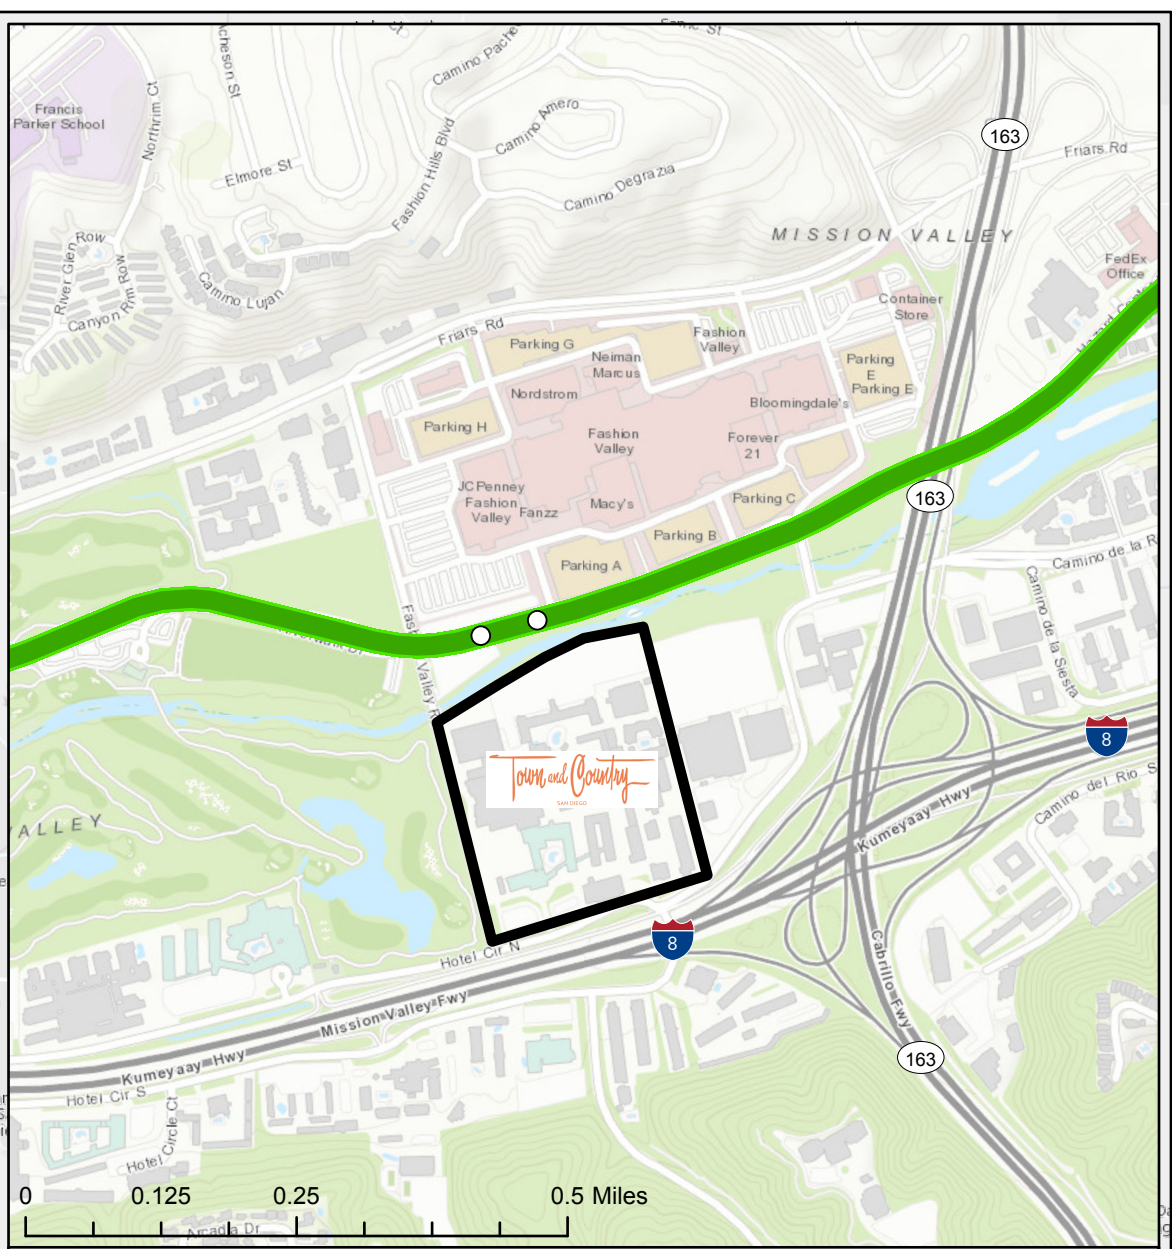 Acheson St
Camino Pache
163
Francis
Parker School
Northrim Ct
Fashion Hills Blvd
Camino Amero
Friars Rd
Elmore St
Camino Degrazia
MISSION VALLEY
River Glen
Row
Canyon Rim Row
Camino Lujan
FedEx
Office
Container
Store
Friars Rd
Parking G
Fashion
Valley
Neiman
Marcus
Parking
E
Parking E
Nordstrom
Bloomingdale's
Parking H
Fashion
Valley
Forever
21
JCPenney
Fashion
Valley
Fanzz
Macy's
Parking C
163
Parking B
Parking A
Camino de la R
Camino de la Siesta
8
Town and Country
SAN DIEGO
Camino del Rio S
ALLEY
Kumeyaay Hwy
8
Hotel Cir N
Cabrillo Fwy
Mission Valley Fwy
163
Kumeyaay Hwy
Hotel Cir S
Hotel Circle Ct
0 0.125 0.25 0.5 Miles
Arcadia Dr